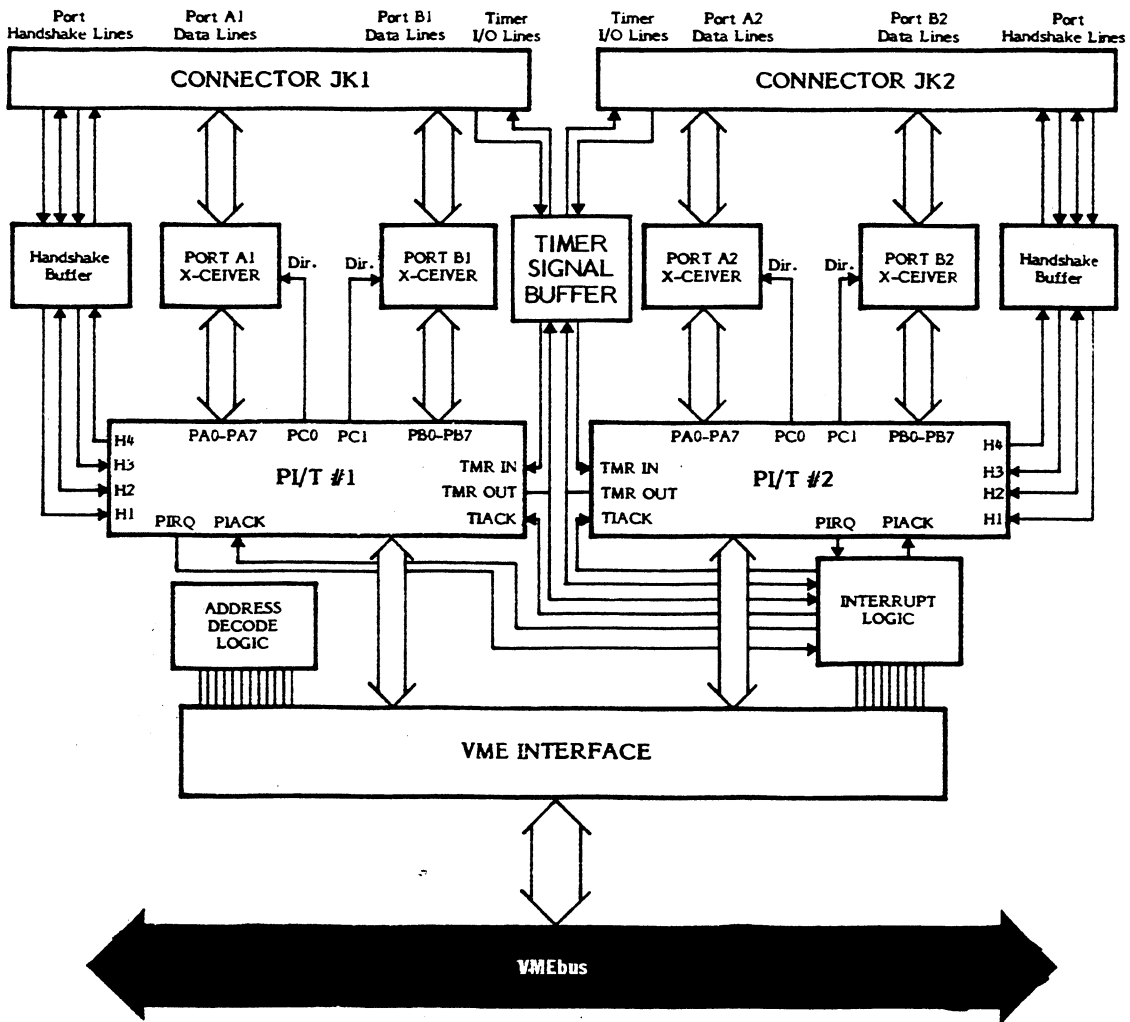 Port
Handshake Lines
Port A1
Data Lines
Port B1
Data Lines
Timer
I/O Lines
Timer
I/O Lines
Port A2
Data Lines
Port B2
Data Lines
Port
Handshake Lines
CONNECTOR JK1
CONNECTOR JK2
Handshake
Buffer
PORT A1
X-CEIVER
Dir.
Dir.
PORT B1
X-CEIVER
TIMER
SIGNAL
BUFFER
PORT A2
X-CEIVER
Dir.
Dir.
PORT B2
X-CEIVER
Handshake
Buffer
PA0-PA7
PC0
PC1
PB0-PB7
H4
H3
H2
H1
PI/T #1
TMR IN
TMR OUT
TIACK
PIRQ
PIACK
PA0-PA7
PC0
PC1
PB0-PB7
TMR IN
TMR OUT
TIACK
PI/T #2
H4
H3
H2
H1
PIRQ
PIACK
ADDRESS
DECODE
LOGIC
INTERRUPT
LOGIC
VME INTERFACE
VMEbus